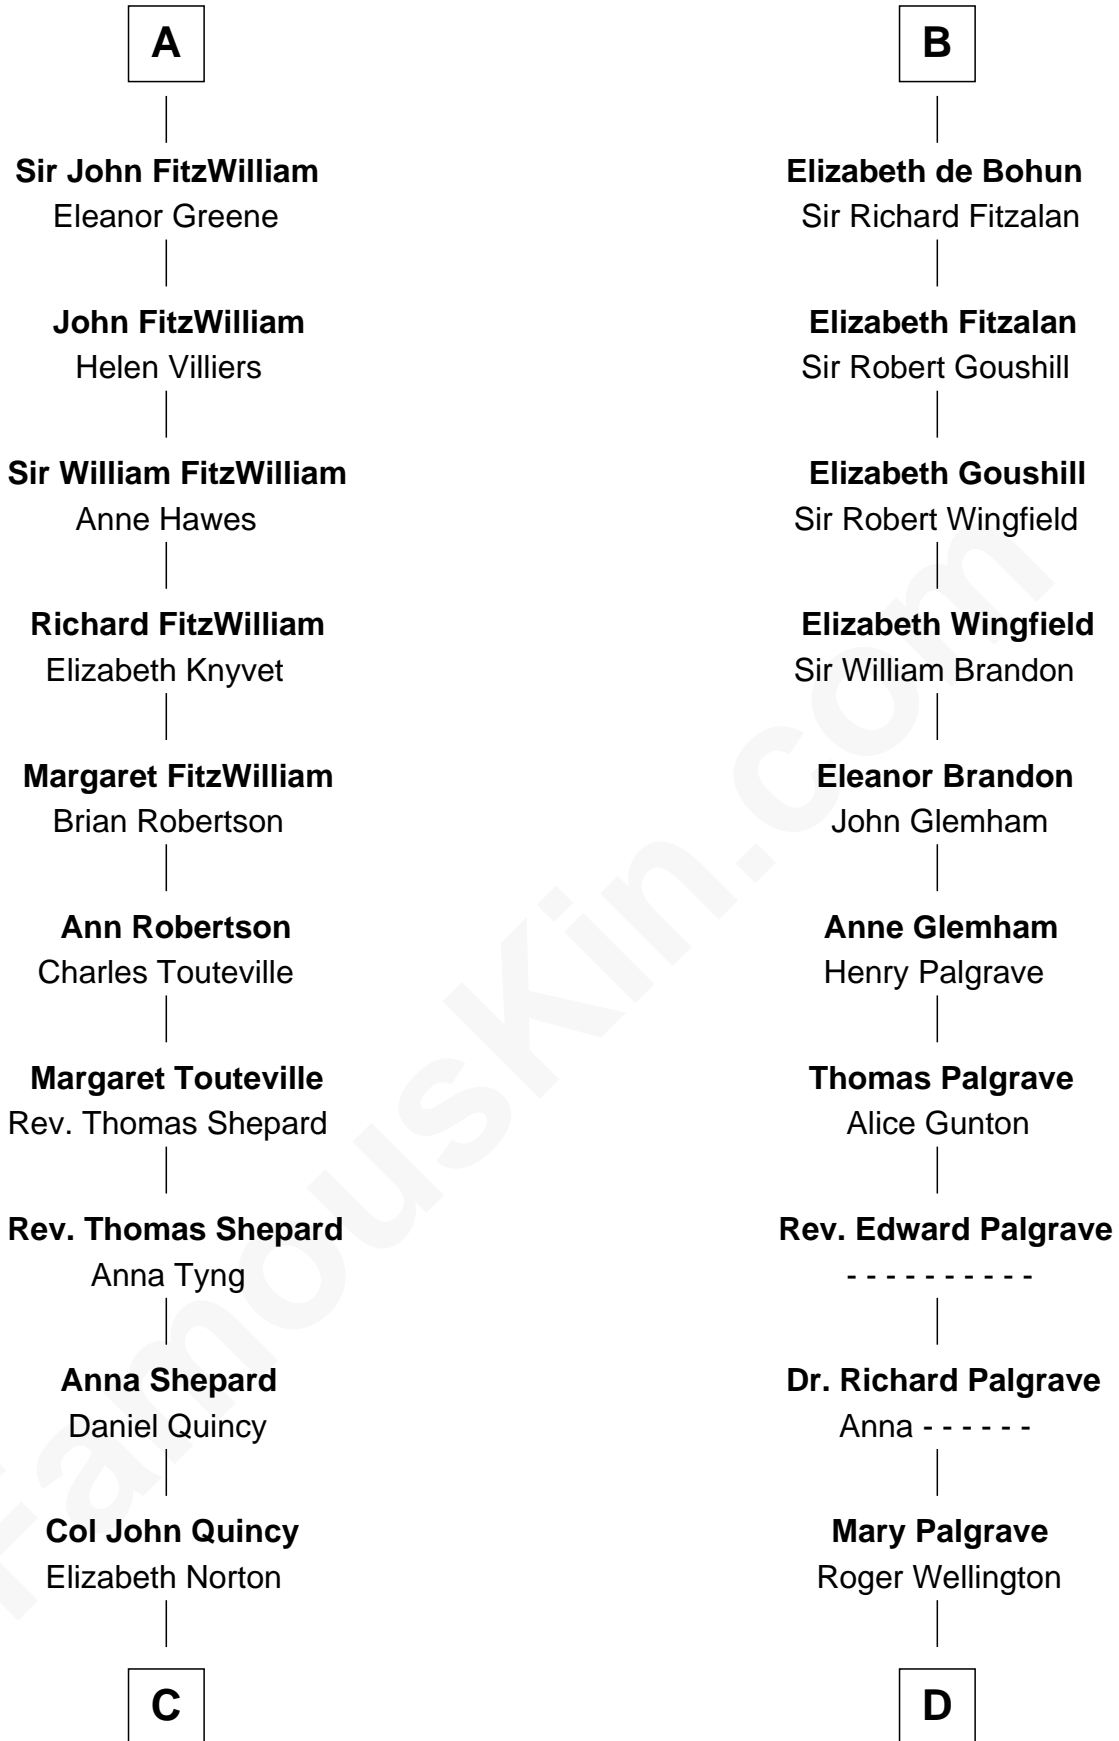 A
Sir John FitzWilliam
Eleanor Greene
John FitzWilliam
Helen Villiers
Sir William FitzWilliam
Anne Hawes
Richard FitzWilliam
Elizabeth Knyvet
Margaret FitzWilliam
Brian Robertson
Ann Robertson
Charles Touteville
Margaret Touteville
Rev. Thomas Shepard
Rev. Thomas Shepard
Anna Tyng
Anna Shepard
Daniel Quincy
Col John Quincy
Elizabeth Norton
C
B
Elizabeth de Bohun
Sir Richard Fitzalan
Elizabeth Fitzalan
Sir Robert Goushill
Elizabeth Goushill
Sir Robert Wingfield
Elizabeth Wingfield
Sir William Brandon
Eleanor Brandon
John Glemham
Anne Glemham
Henry Palgrave
Thomas Palgrave
Alice Gunton
Rev. Edward Palgrave
- - - - - - - - - -
Dr. Richard Palgrave
Anna - - - - - -
Mary Palgrave
Roger Wellington
D
FamousKin.com